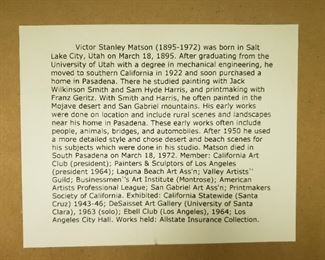 Victor Stanley Matson (1895-1972) was born in Salt
Lake City, Utah on March 18, 1895. After graduating from the
University of Utah with a degree in mechanical engineering, he
moved to southern California in 1922 and soon purchased a
home in Pasadena. There he studied painting with Jack
Wilkinson Smith and Sam Hyde Harris, and printmaking with
Franz Geritz. With Smith and Harris, he often painted in the
Mojave desert and San Gabriel mountains. His early works
were done on location and include rural scenes and landscapes
near his home in Pasadena. These early works often include
people, animals, bridges, and automobiles. After 1950 he used
a more detailed style and chose desert and beach scenes for
his subjects which were done in his studio. Matson died in
South Pasadena on March 18, 1972. Member: California Art
Club (president); Painters & Sculptors of Los Angeles
(president 1964); Laguna Beach Art Ass'n; Valley Artists''
Guild; Businessmen''s Art Institute (Montrose); American
Artists Professional League; San Gabriel Art Ass'n; Printmakers
Society of California. Exhibited: California Statewide (Santa
Cruz) 1943-46; DeSaisset Art Gallery (University of Santa
Clara), 1963 (solo); Ebell Club (Los Angeles), 1964; Los
Angeles City Hall. Works held: Allstate Insurance Collection.